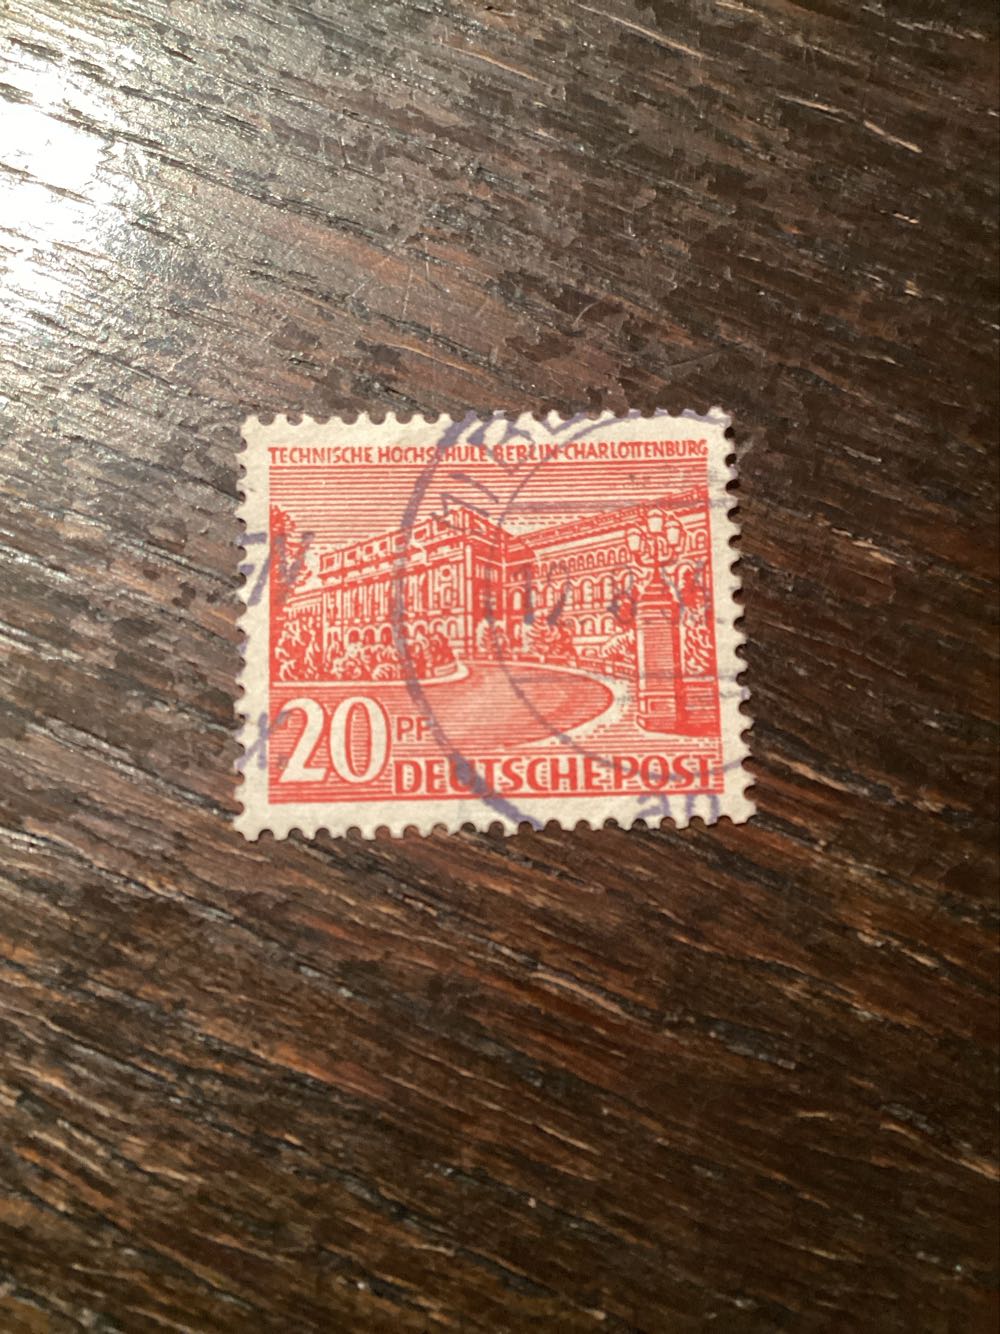 TECHNISCHE HOCHSCHULE BERLIN-CHARLOTTENBURG
20 PF
DEUTSCHE POST